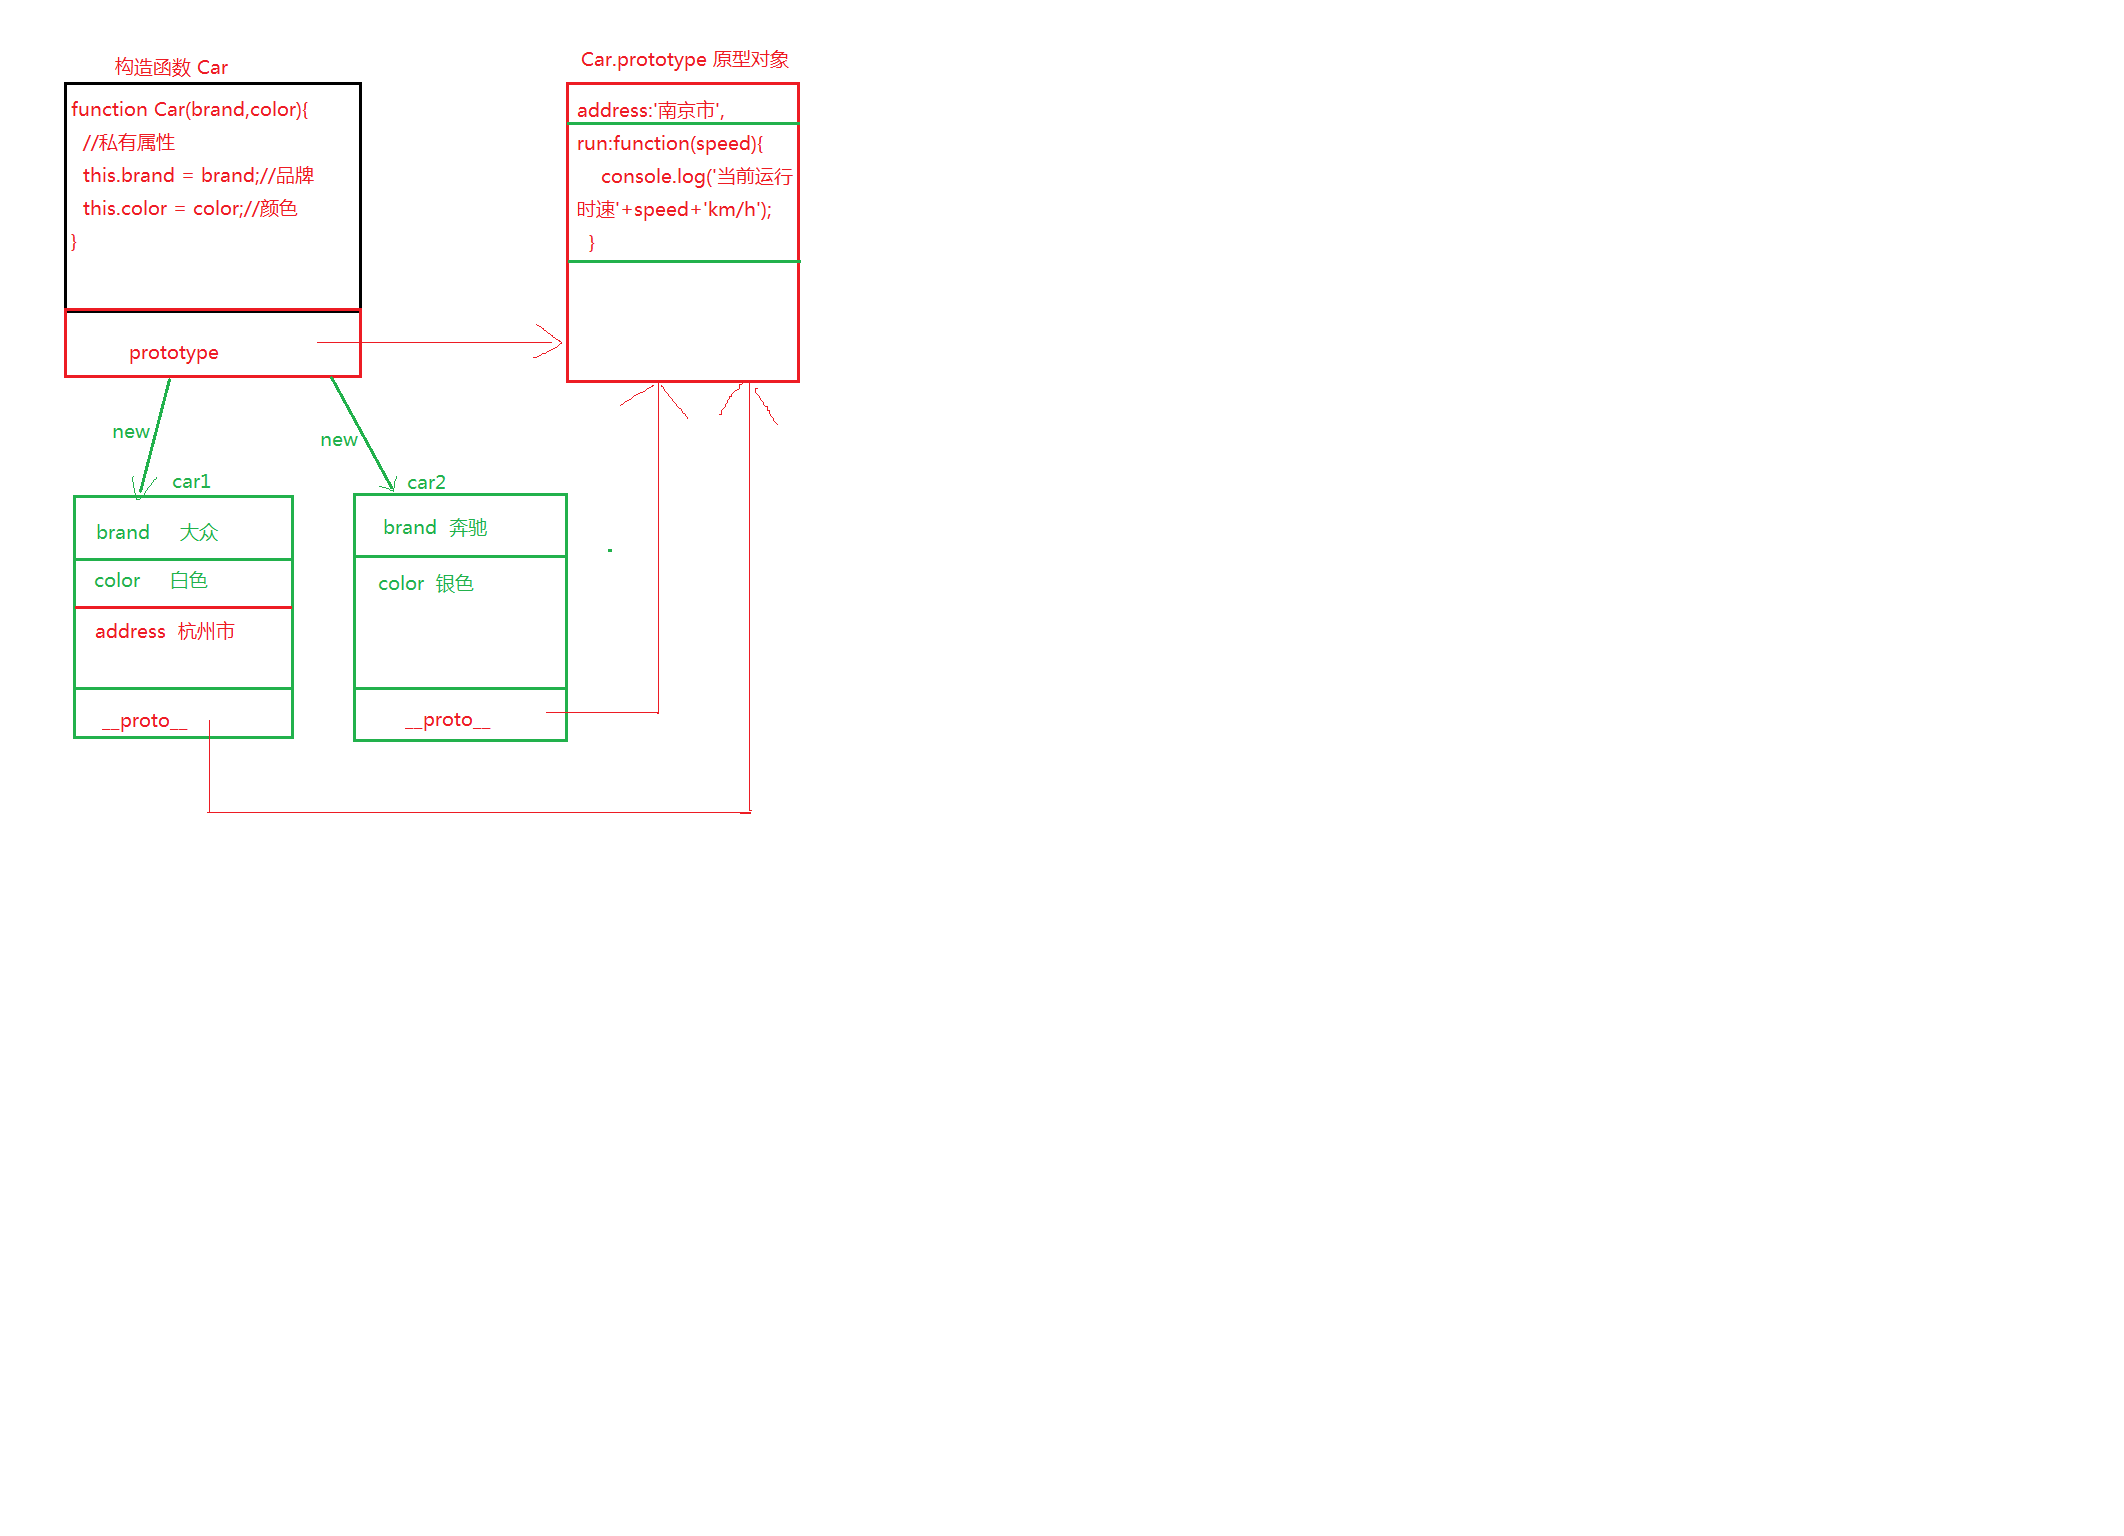 构造函数 Car
function Car(brand,color){
//私有属性
this.brand = brand;//品牌
this.color = color;//颜色
}
prototype
Car.prototype 原型对象
address:'南京市',
run:function(speed){
console.log('当前运行
时速'+speed+'km/h');
}
new
new
car1
brand 大众
color 白色
address 杭州市
__proto__
car2
brand 奔驰
color 银色
__proto__